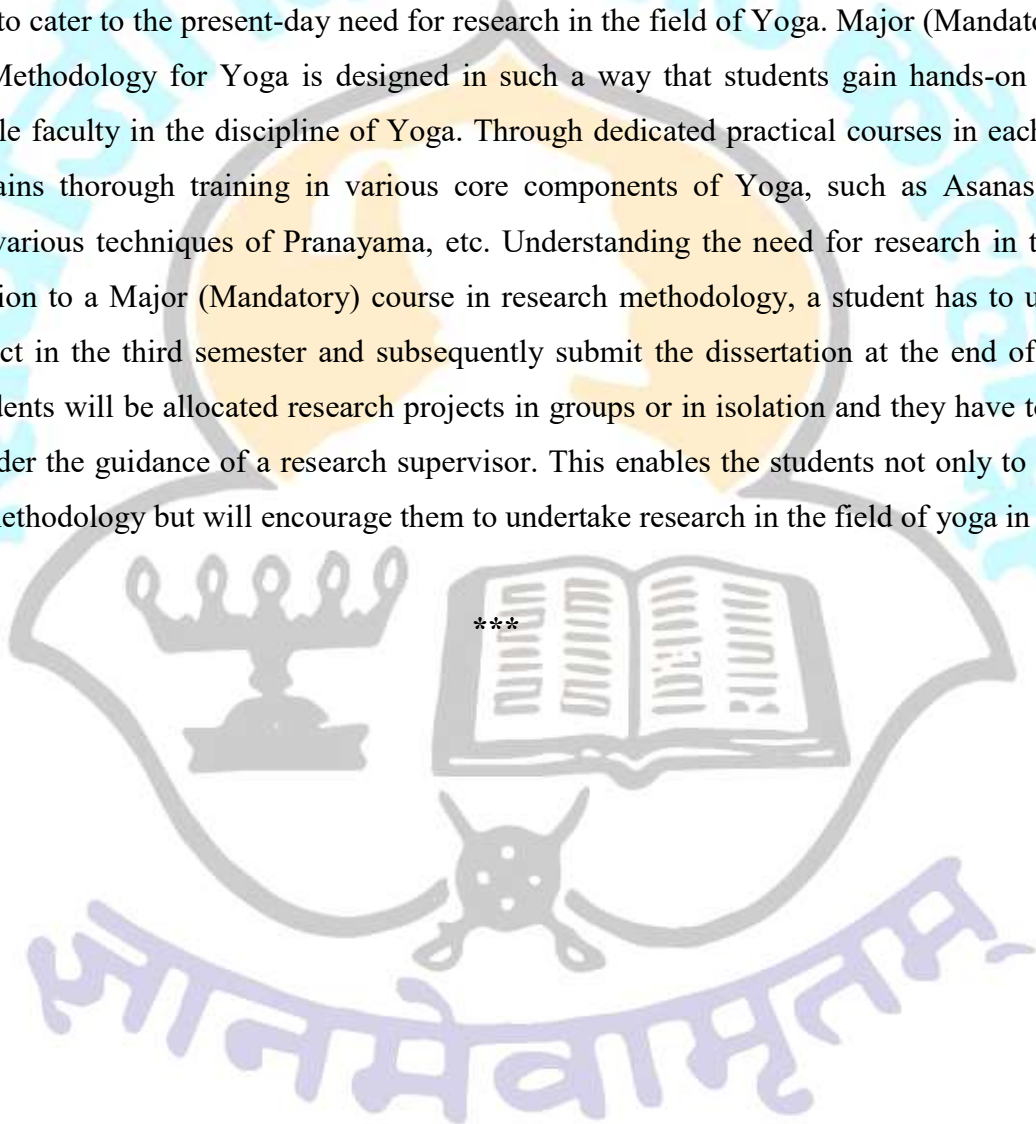 to cater to the present-day need for research in the field of Yoga. Major (Mandat
Methodology for Yoga is designed in such a way that students gain hands-on
le faculty in the discipline of Yoga. Through dedicated practical courses in each
ains thorough training in various core components of Yoga, such as Asanas
various techniques of Pranayama, etc. Understanding the need for research in t
ion to a Major (Mandatory) course in research methodology, a student has to u
ct in the third semester and subsequently submit the dissertation at the end of
dents will be allocated research projects in groups or in isolation and they have t
der the guidance of a research supervisor. This enables the students not only to
ethodology but will encourage them to undertake research in the field of yoga in
***
ज्ञानमेवामृतम्